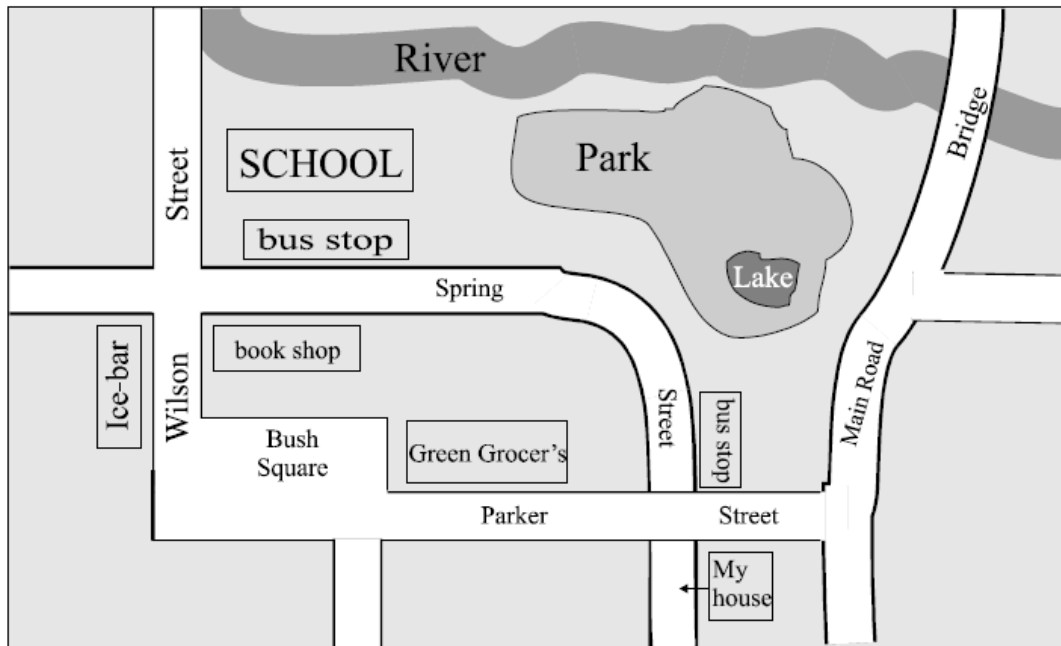 River
Bridge
Street
SCHOOL
Park
bus stop
Lake
Spring
Ice-bar
Wilson
book shop
Street
bus stop
Main Road
Bush
Square
Green Grocer's
Parker
Street
My
house